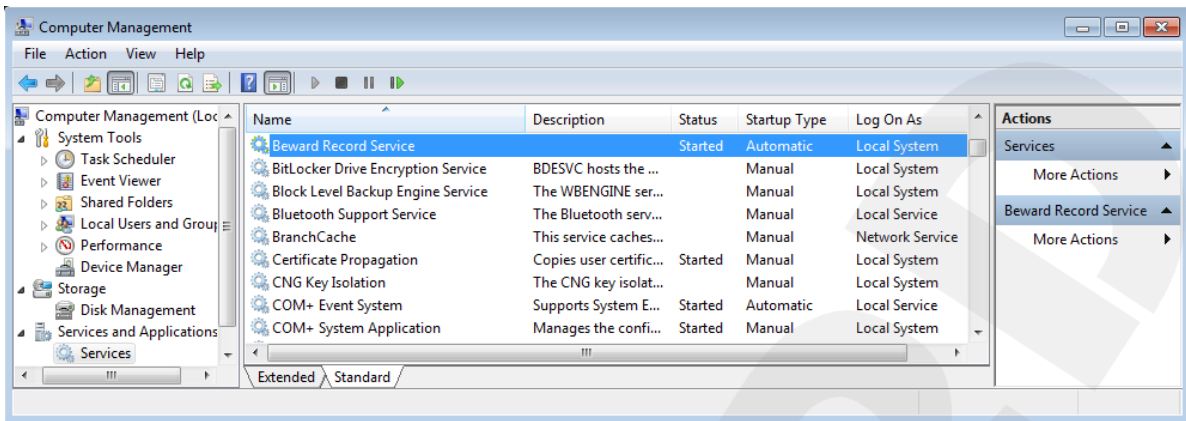 Computer Management
File Action View Help
Computer Management (Loc
System Tools
Task Scheduler
Event Viewer
Shared Folders
Local Users and Group
Performance
Device Manager
Storage
Disk Management
Services and Applications
Services
Name Description Status Startup Type Log On As
Beward Record Service Started Automatic Local System
BitLocker Drive Encryption Service BDESVC hosts the ... Manual Local System
Block Level Backup Engine Service The WBENGINE ser... Manual Local System
Bluetooth Support Service The Bluetooth serv... Manual Local Service
BranchCache This service caches... Manual Network Service
Certificate Propagation Copies user certific... Started Manual Local System
CNG Key Isolation The CNG key isolat... Manual Local System
COM+ Event System Supports System E... Started Automatic Local Service
COM+ System Application Manages the confi... Started Manual Local System
Extended Standard
Actions
Services
More Actions
Beward Record Service
More Actions